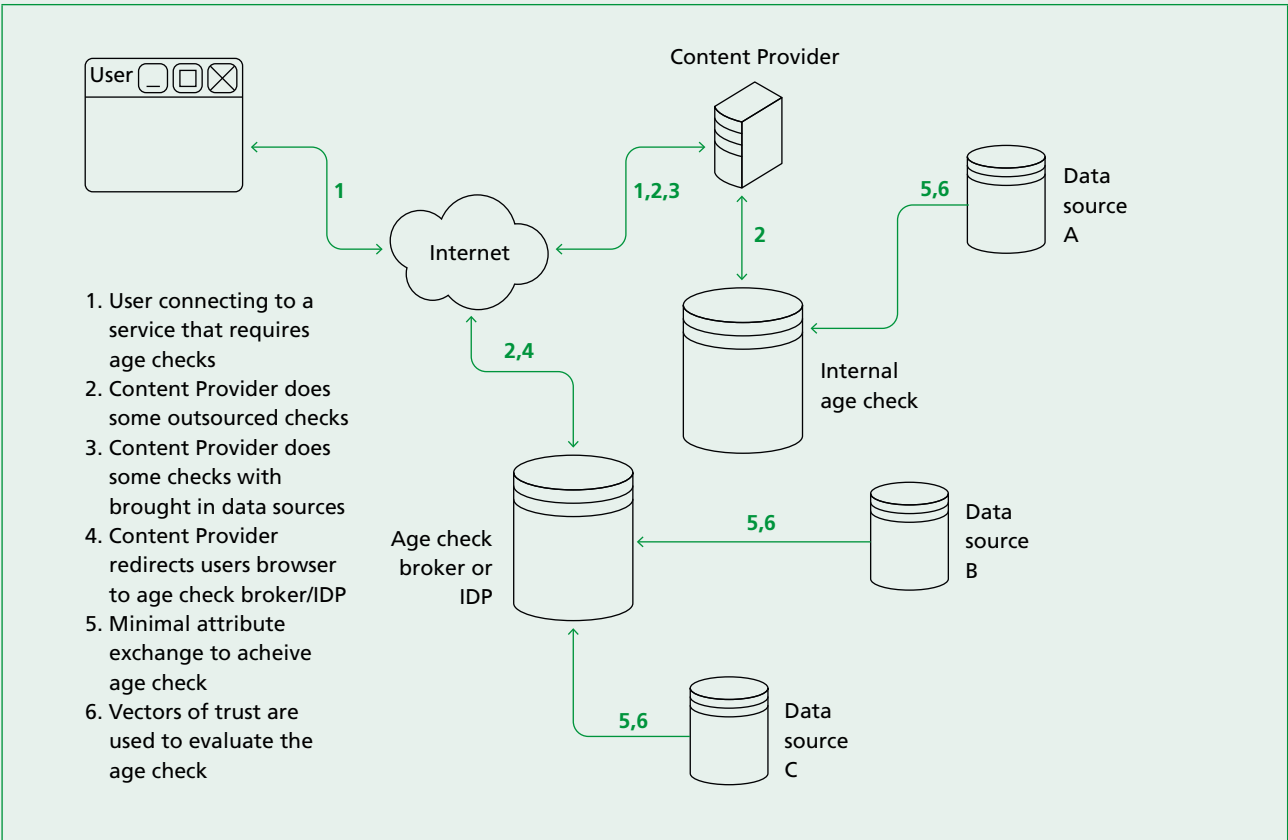 User
Content Provider
1
1,2,3
5,6
Data
source
A
2
Internet
1. User connecting to a
service that requires
age checks
2. Content Provider does
some outsourced checks
3. Content Provider does
some checks with
brought in data sources
4. Content Provider
redirects users browser
to age check broker/IDP
5. Minimal attribute
exchange to acheive
age check
6. Vectors of trust are
used to evaluate the
age check
2,4
Internal
age check
Age check
broker or
IDP
5,6
Data
source
B
5,6
Data
source
C